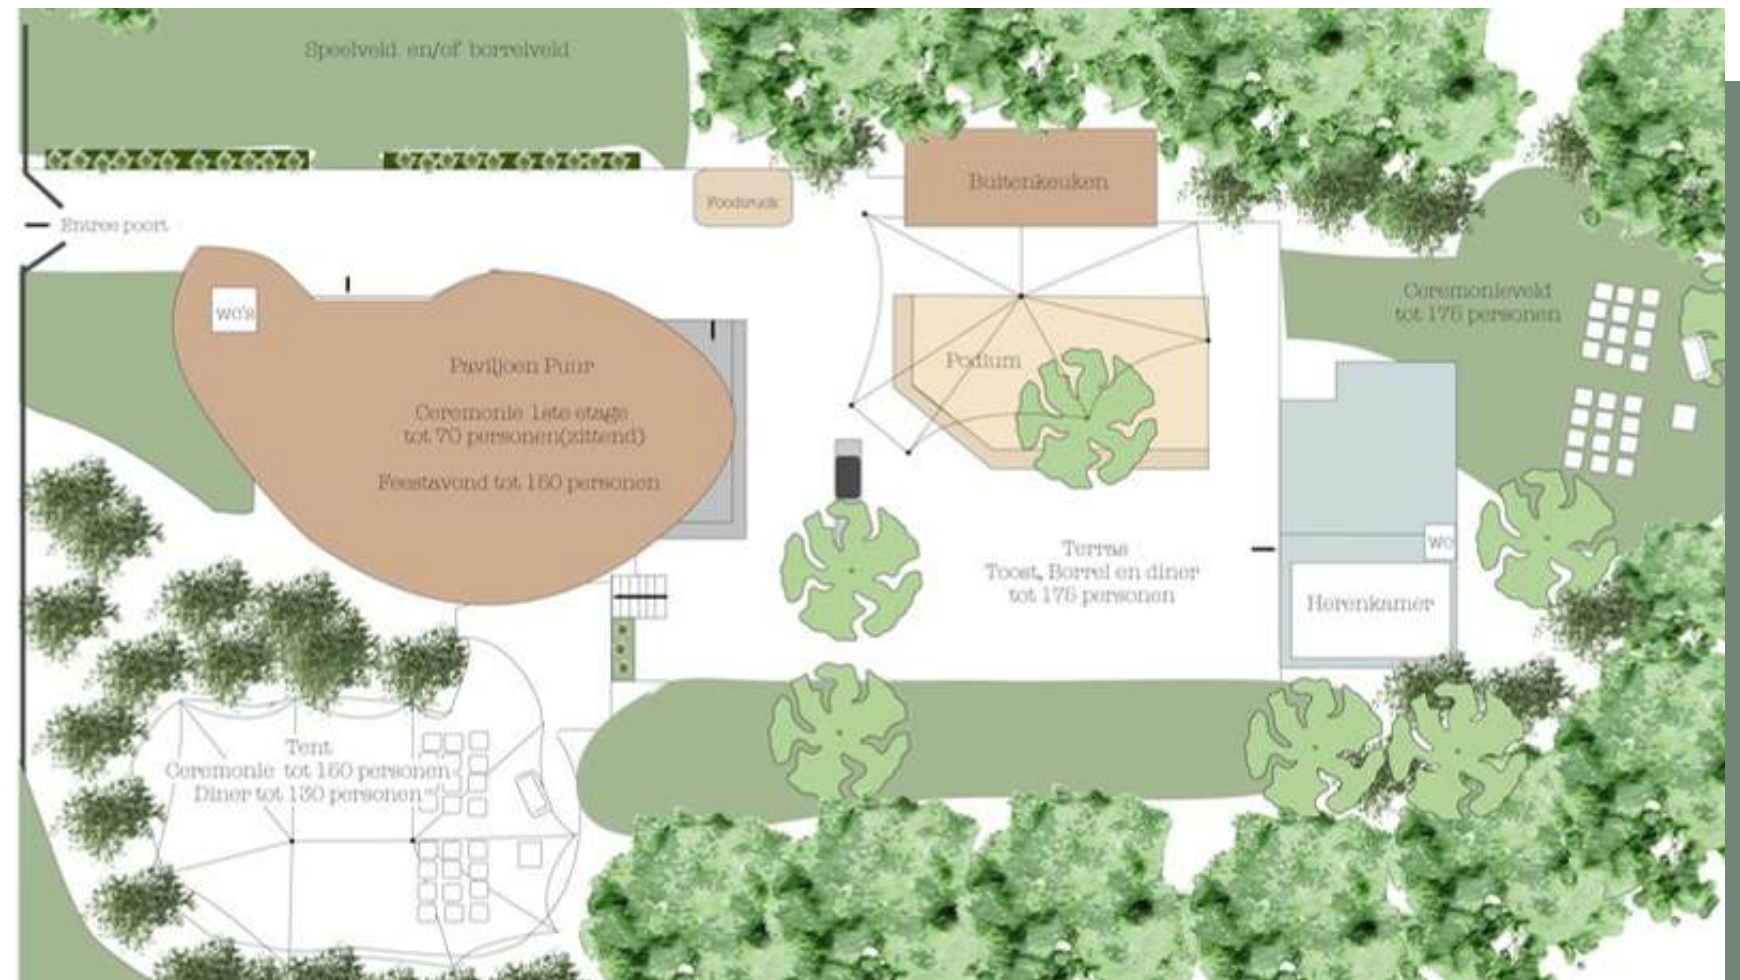 Speelveld en/of borrelveld
Entree poort
Foodtruck
Buitenkeuken
WC's
Paviljoen Puur
Ceremonie 1ste etage
tot 70 personen(zittend)
Feestavond tot 150 personen
Podium
Ceremonieveld
tot 175 personen
Terras
Toost, Borrel en diner
tot 175 personen
WC
Herenkamer
Tent
Ceremonie tot 150 personen
Diner tot 130 personen